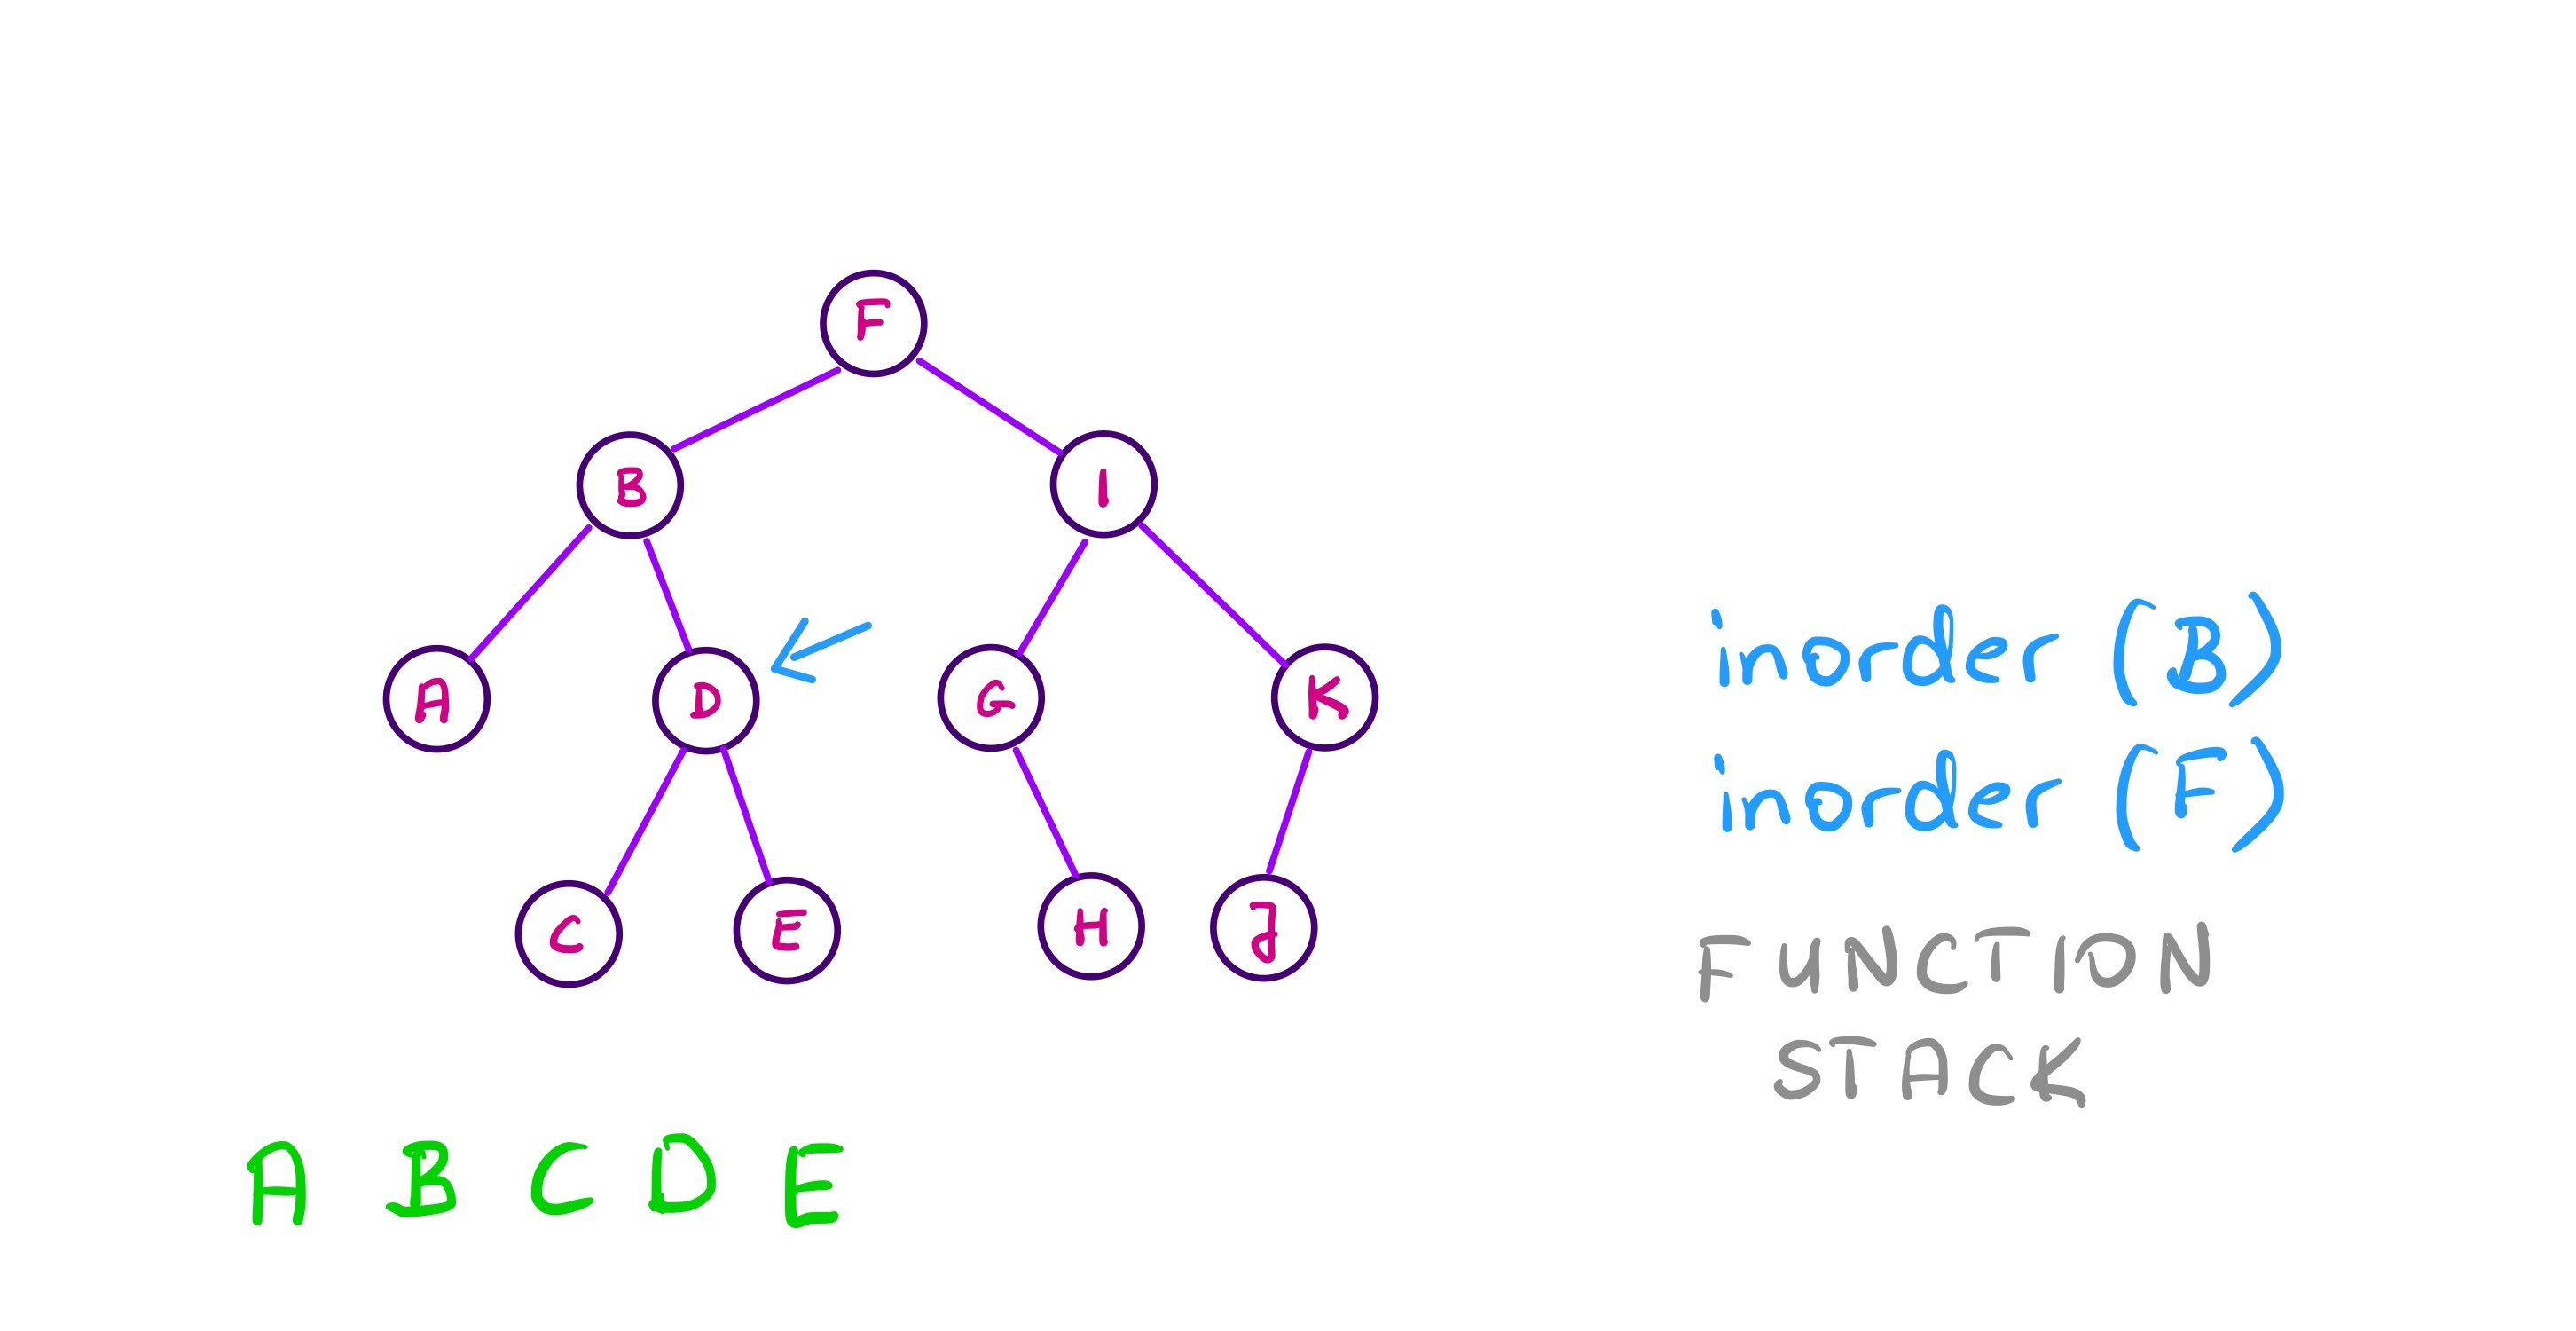 F
B I
A D G K
C E H J
inorder (B)
inorder (F)
FUNCTION
STACK
A B C D E